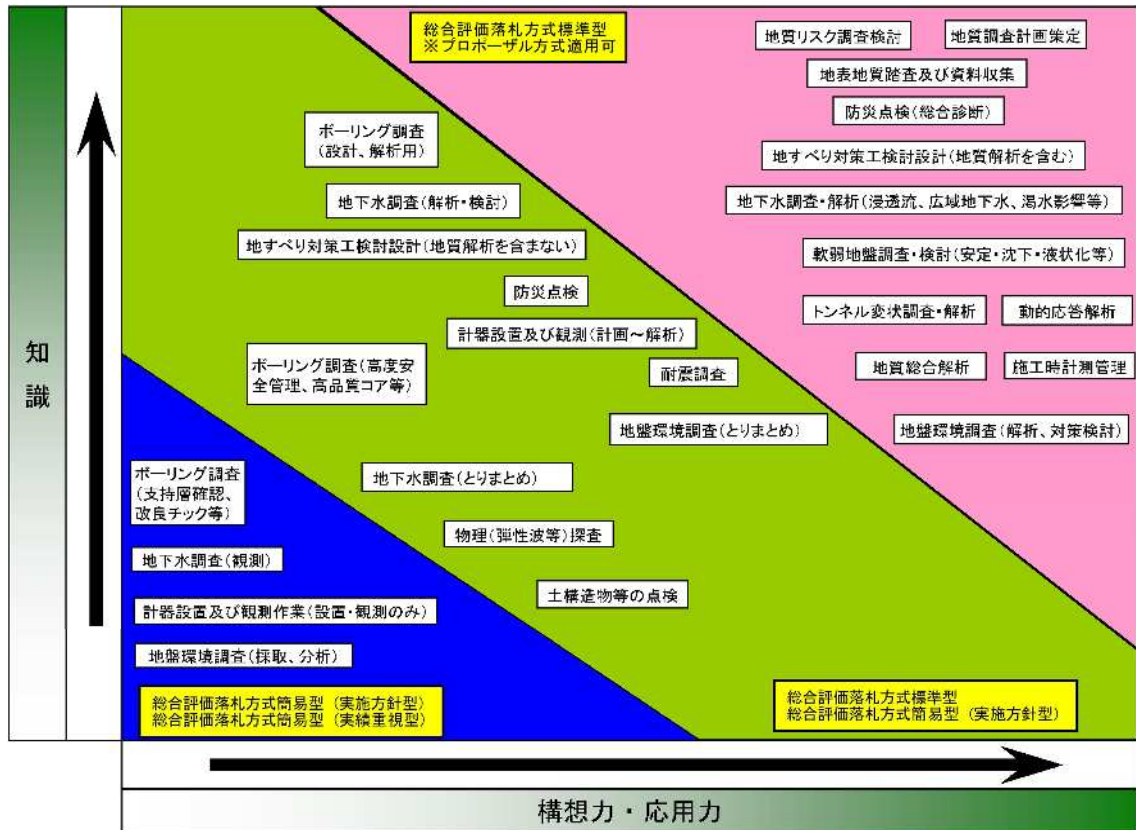 総合評価落札方式標準型
※プロポーザル方式適用可
地質リスク調査検討
地質調査計画策定
地表地質踏査及び資料収集
防災点検(総合診断)
ボーリング調査
(設計、解析用)
地すべり対策工検討設計(地質解析を含む)
地下水調査(解析・検討)
地下水調査・解析(浸透流、広域地下水、渇水影響等)
地すべり対策工検討設計(地質解析を含まない)
軟弱地盤調査・検討(安定・沈下・液状化等)
防災点検
トンネル変状調査・解析
動的応答解析
計器設置及び観測(計画~解析)
知識
ボーリング調査(高度安
全管理、高品質コア等)
耐震調査
地質総合解析
施工時計測管理
地盤環境調査(とりまとめ)
地盤環境調査(解析、対策検討)
ボーリング調査
(支持層確認、
改良チック等)
地下水調査(とりまとめ)
物理(弾性波等)探査
地下水調査(観測)
土構造物等の点検
計器設置及び観測作業(設置・観測のみ)
地盤環境調査(採取、分析)
総合評価落札方式簡易型 (実施方針型)
総合評価落札方式簡易型 (実績重視型)
総合評価落札方式標準型
総合評価落札方式簡易型 (実施方針型)
構想力・応用力